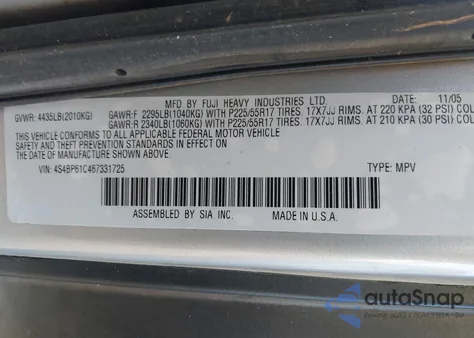 MFD. BY FUJI HEAVY INDUSTRIES LTD. 11/05
GVWR: 4435LB(2010KG) GAWR:F 2295LB(1040KG) WITH P225/55R17 TIRES. 17X7JJ RIMS. AT 220 KPA (32 PSI) COL
GAWR:R 2340LB(1060KG) WITH P225/55R17 TIRES. 17X7JJ RIMS. AT 210 KPA (30 PSI) COL
THIS VEHICLE CONFORMS TO ALL APPLICABLE FEDERAL MOTOR VEHICLE
SAFETY AND THEFT PREVENTION STANDARDS IN EFFECT ON
THE DATE OF MANUFACTURE SHOWN ABOVE.
VIN: 4S4BP61C467331725 TYPE: MPV
ASSEMBLED BY SIA INC. MADE IN U.S.A.
autoSnap